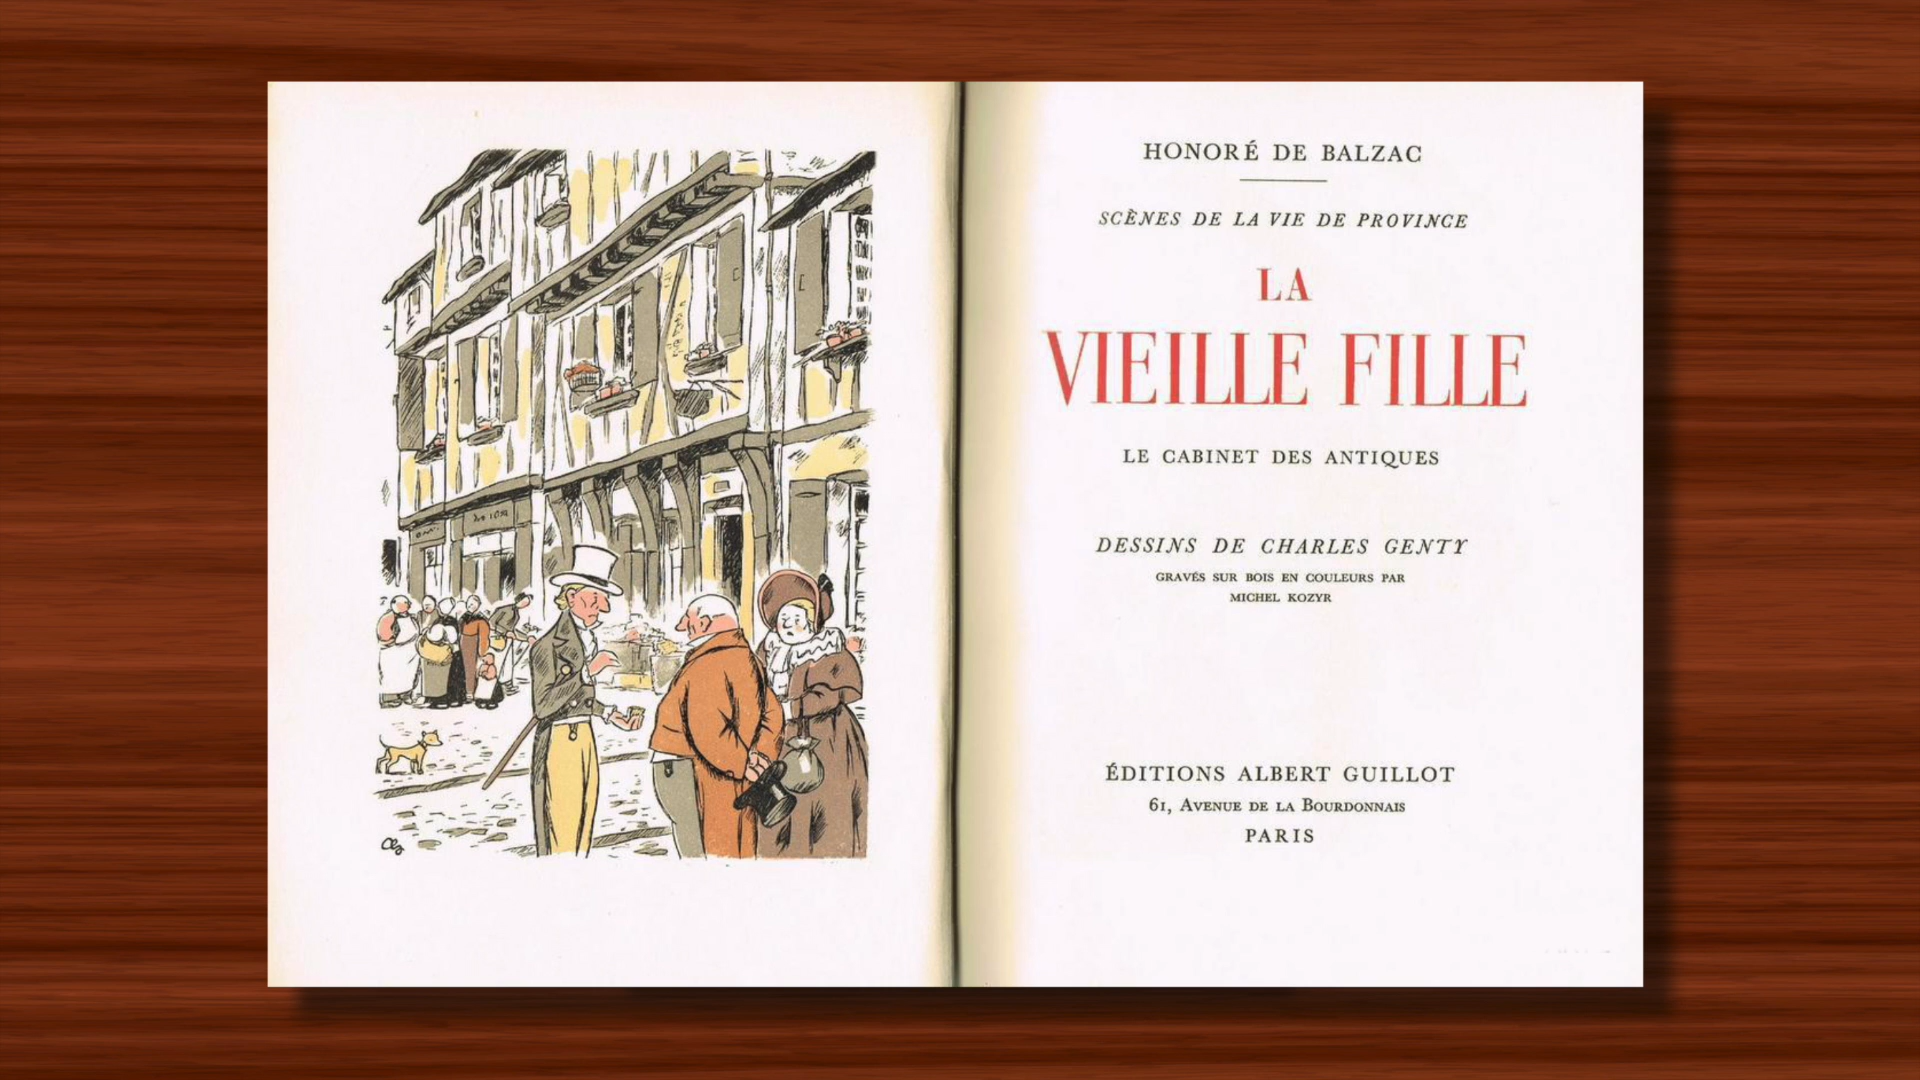 HONORÉ DE BALZAC
SCÈNES DE LA VIE DE PROVINCE
LA
VIEILLE FILLE
LE CABINET DES ANTIQUES
DESSINS DE CHARLES GENTY
GRAVÉS SUR BOIS EN COULEURS PAR
MICHEL KOZYR
ÉDITIONS ALBERT GUILLOT
61, AVENUE DE LA BOURDONNAIS
PARIS